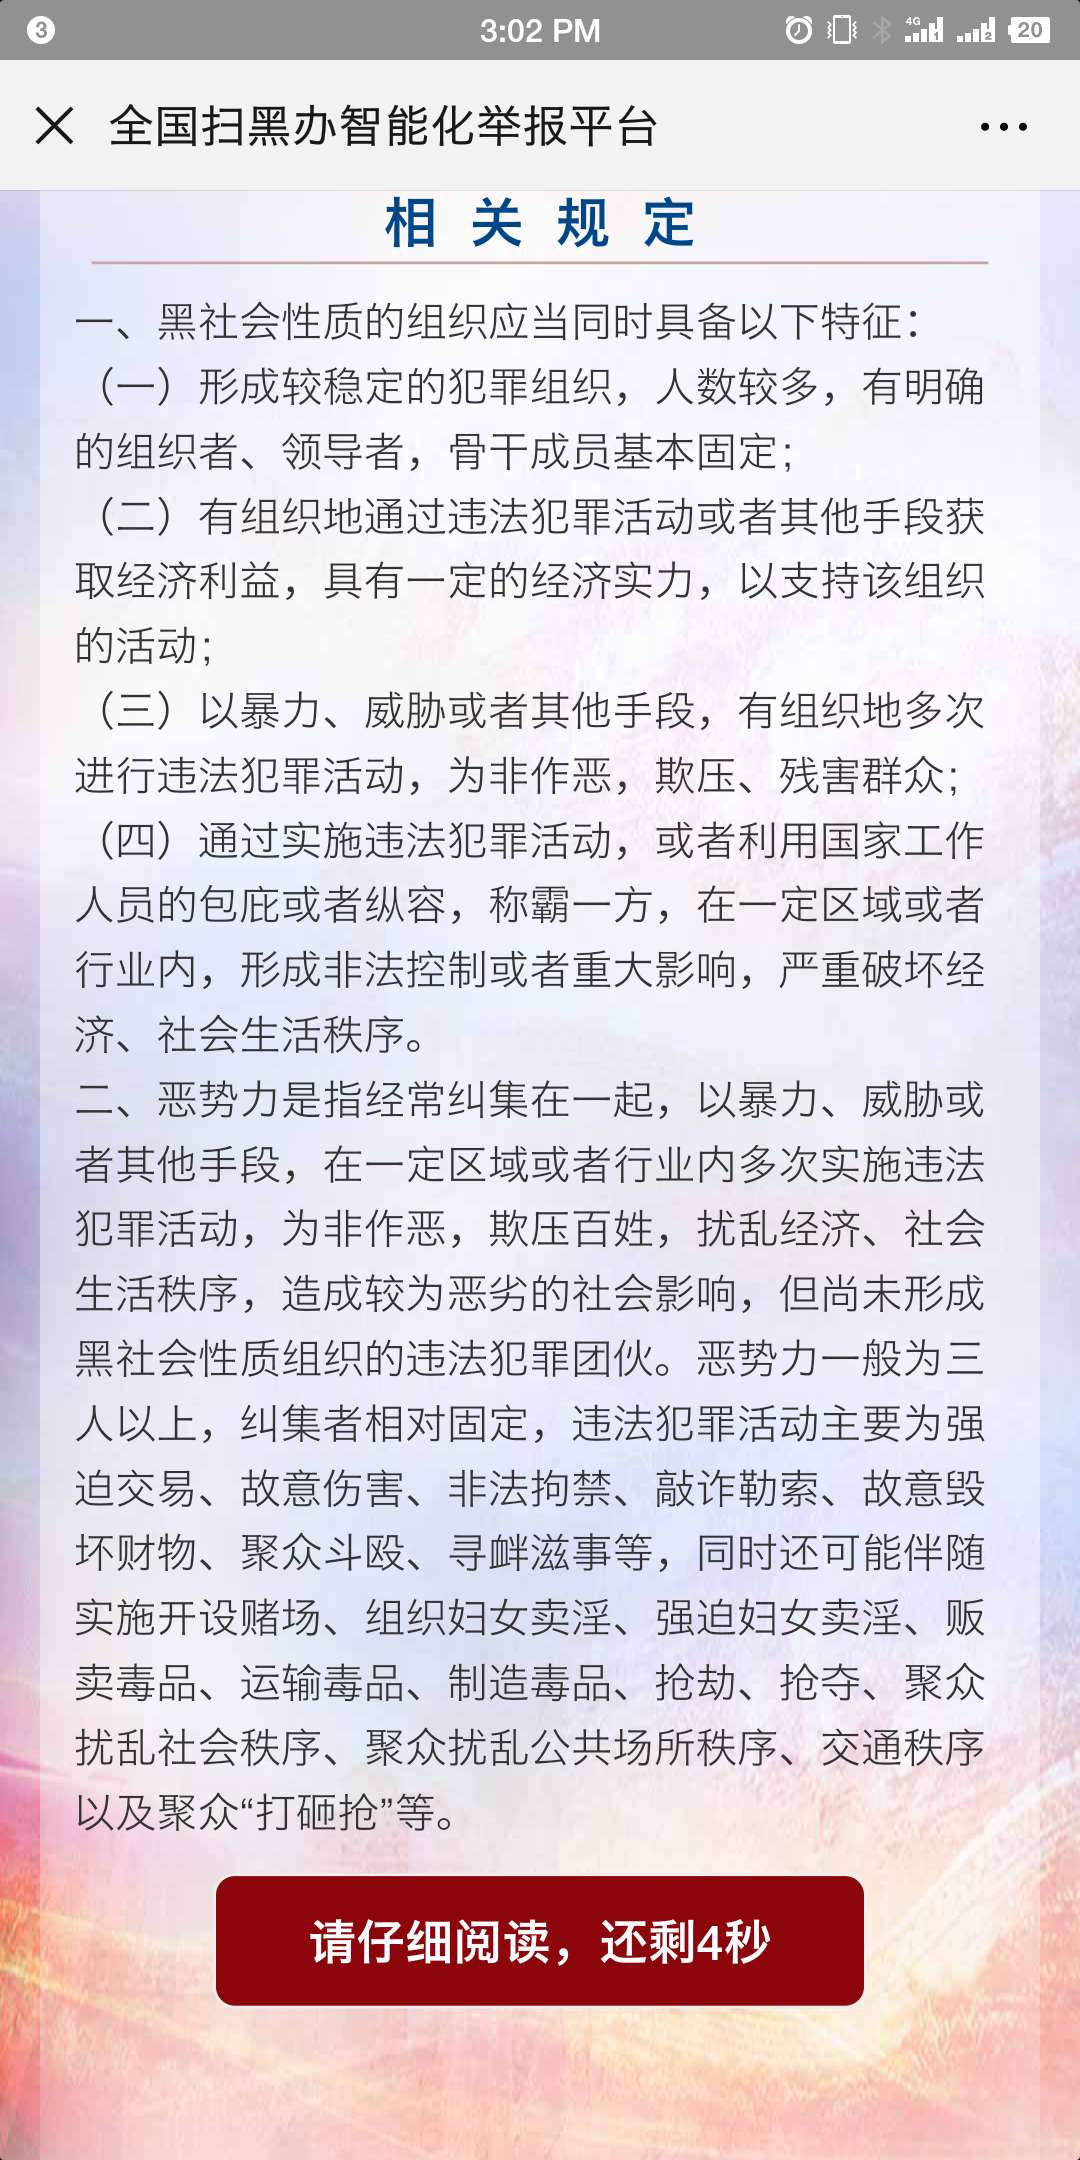 3
3:02 PM
4G
1
2
20
全国扫黑办智能化举报平台
相关规定
一、黑社会性质的组织应当同时具备以下特征：
（一）形成较稳定的犯罪组织，人数较多，有明确
的组织者、领导者，骨干成员基本固定;
（二）有组织地通过违法犯罪活动或者其他手段获
取经济利益，具有一定的经济实力，以支持该组织
的活动;
（三）以暴力、威胁或者其他手段，有组织地多次
进行违法犯罪活动，为非作恶，欺压、残害群众;
（四）通过实施违法犯罪活动，或者利用国家工作
人员的包庇或者纵容，称霸一方，在一定区域或者
行业内，形成非法控制或者重大影响，严重破坏经
济、社会生活秩序。
二、恶势力是指经常纠集在一起，以暴力、威胁或
者其他手段，在一定区域或者行业内多次实施违法
犯罪活动，为非作恶，欺压百姓，扰乱经济、社会
生活秩序，造成较为恶劣的社会影响，但尚未形成
黑社会性质组织的违法犯罪团伙。恶势力一般为三
人以上，纠集者相对固定，违法犯罪活动主要为强
迫交易、故意伤害、非法拘禁、敲诈勒索、故意毁
坏财物、聚众斗殴、寻衅滋事等，同时还可能伴随
实施开设赌场、组织妇女卖淫、强迫妇女卖淫、贩
卖毒品、运输毒品、制造毒品、抢劫、抢夺、聚众
扰乱社会秩序、聚众扰乱公共场所秩序、交通秩序
以及聚众“打砸抢”等。
请仔细阅读，还剩4秒